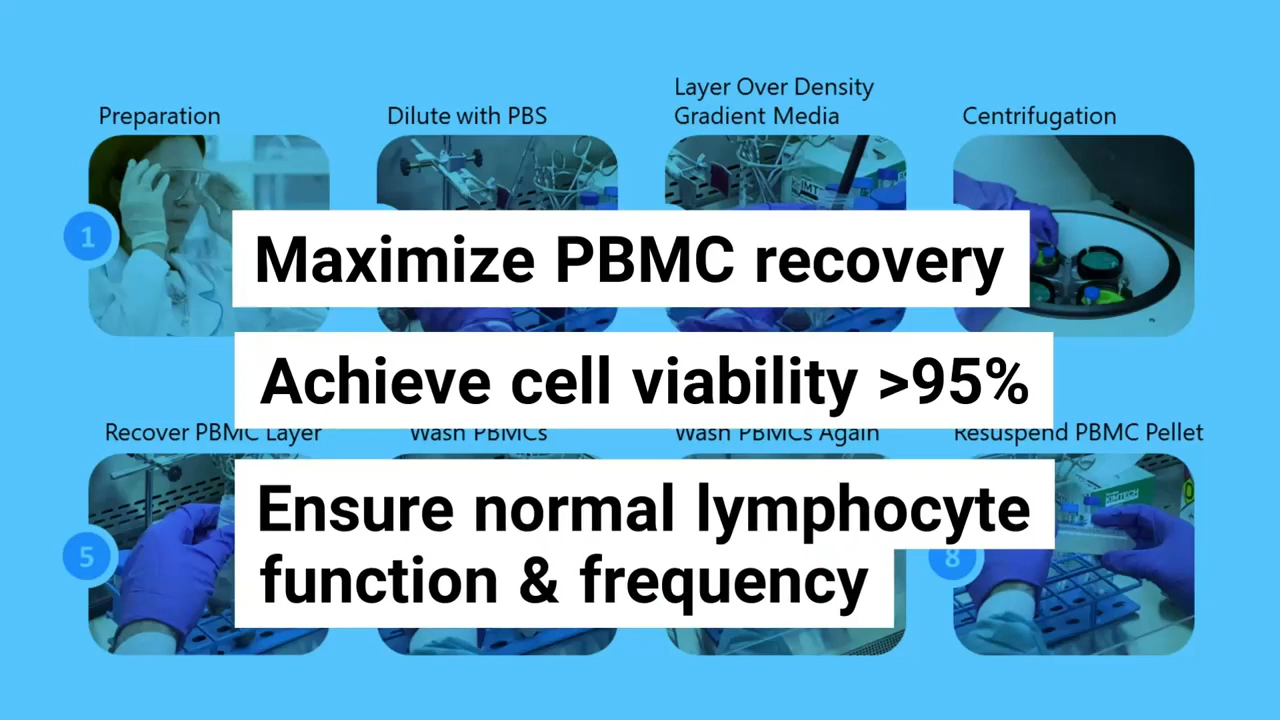 Layer Over Density
Preparation
Dilute with PBS
Gradient Media
Centrifugation
1
Maximize PBMC recovery
Achieve cell viability >95%
Recover PBMC Layer
Wash PBMCs
Wash PBMCs Again
Resuspend PBMC Pellet
Ensure normal lymphocyte
function & frequency
5
8
KIMTECH